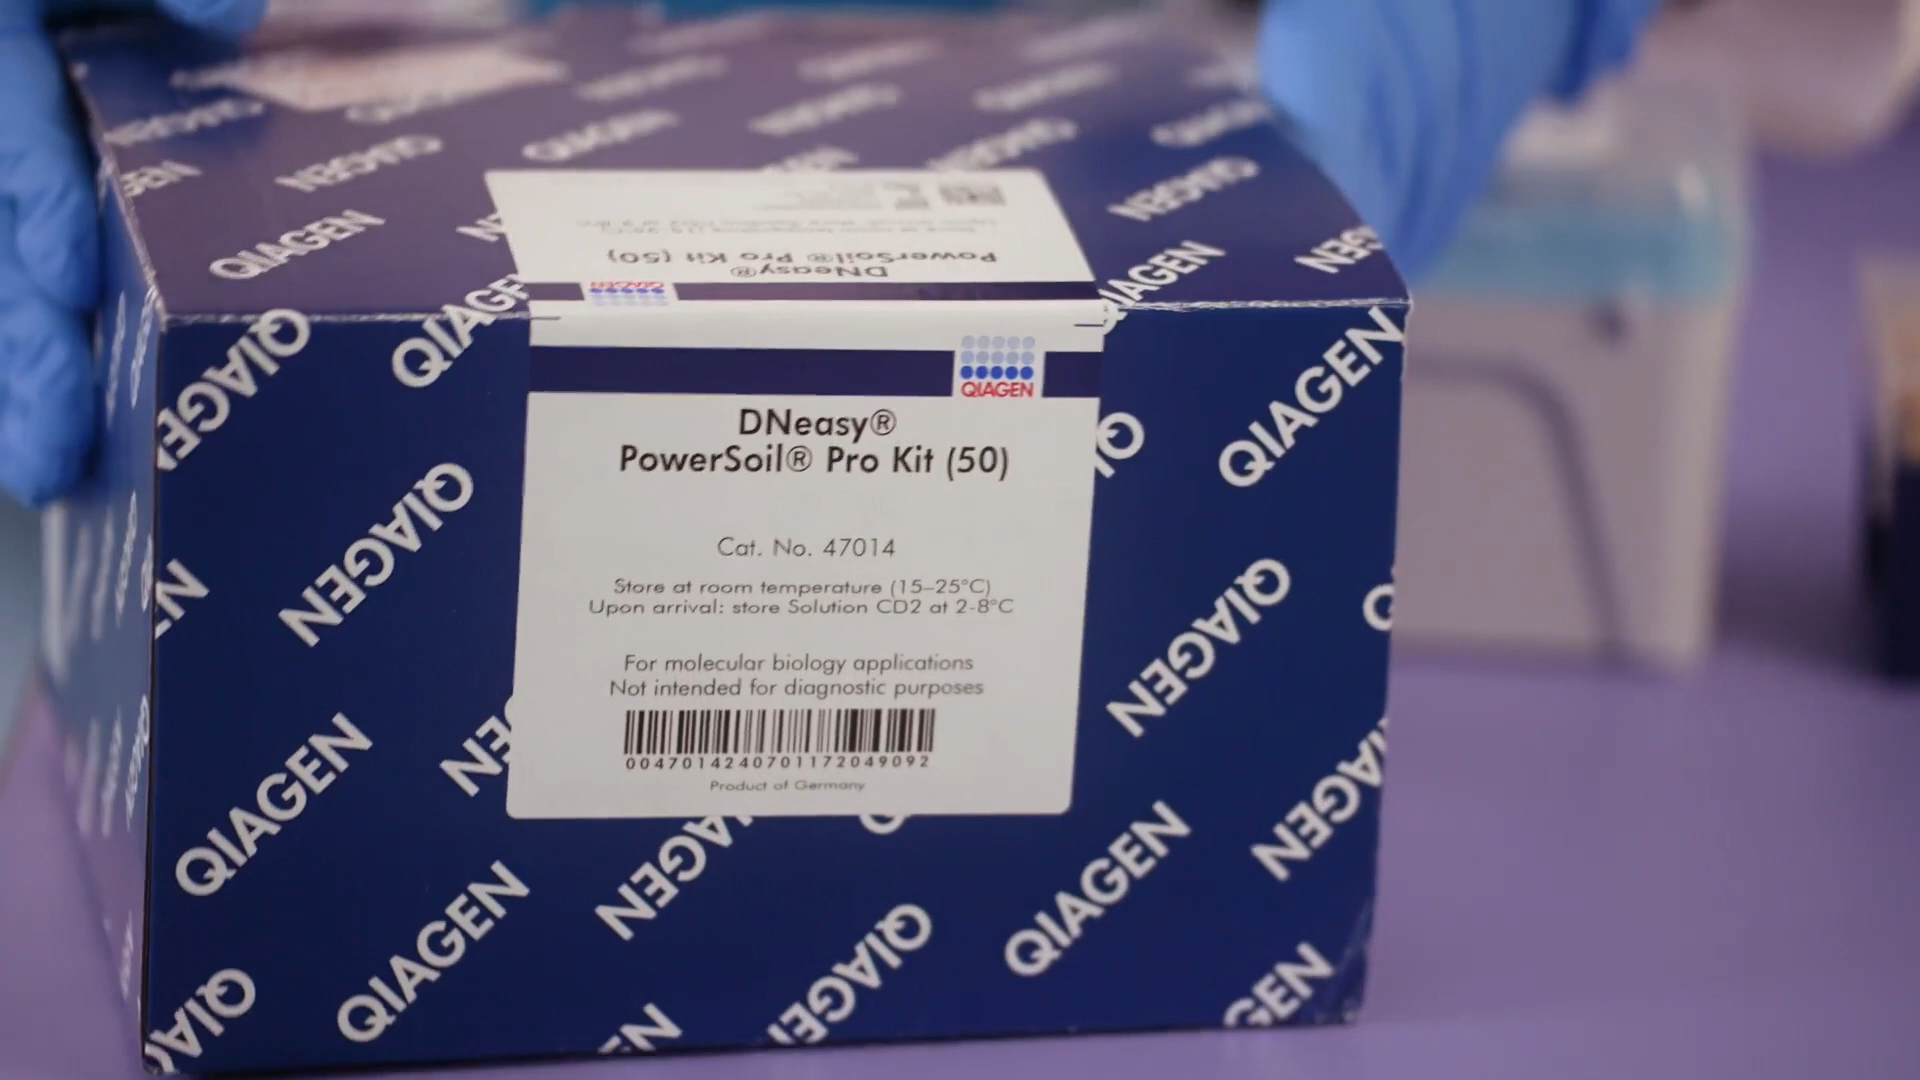 QIAGEN
DNeasy®
PowerSoil® Pro Kit (50)
QIAGEN
DNeasy®
PowerSoil® Pro Kit (50)
Cat. No. 47014
Store at room temperature (15–25°C)
Upon arrival: store Solution CD2 at 2-8°C
For molecular biology applications
Not intended for diagnostic purposes
0047014240701172049092
Product of Germany
QIAGEN
QIAGEN
QIAGEN
QIAGEN
QIAGEN
QIAGEN
QIAGEN
QIAGEN
QIAGEN
QIAGEN